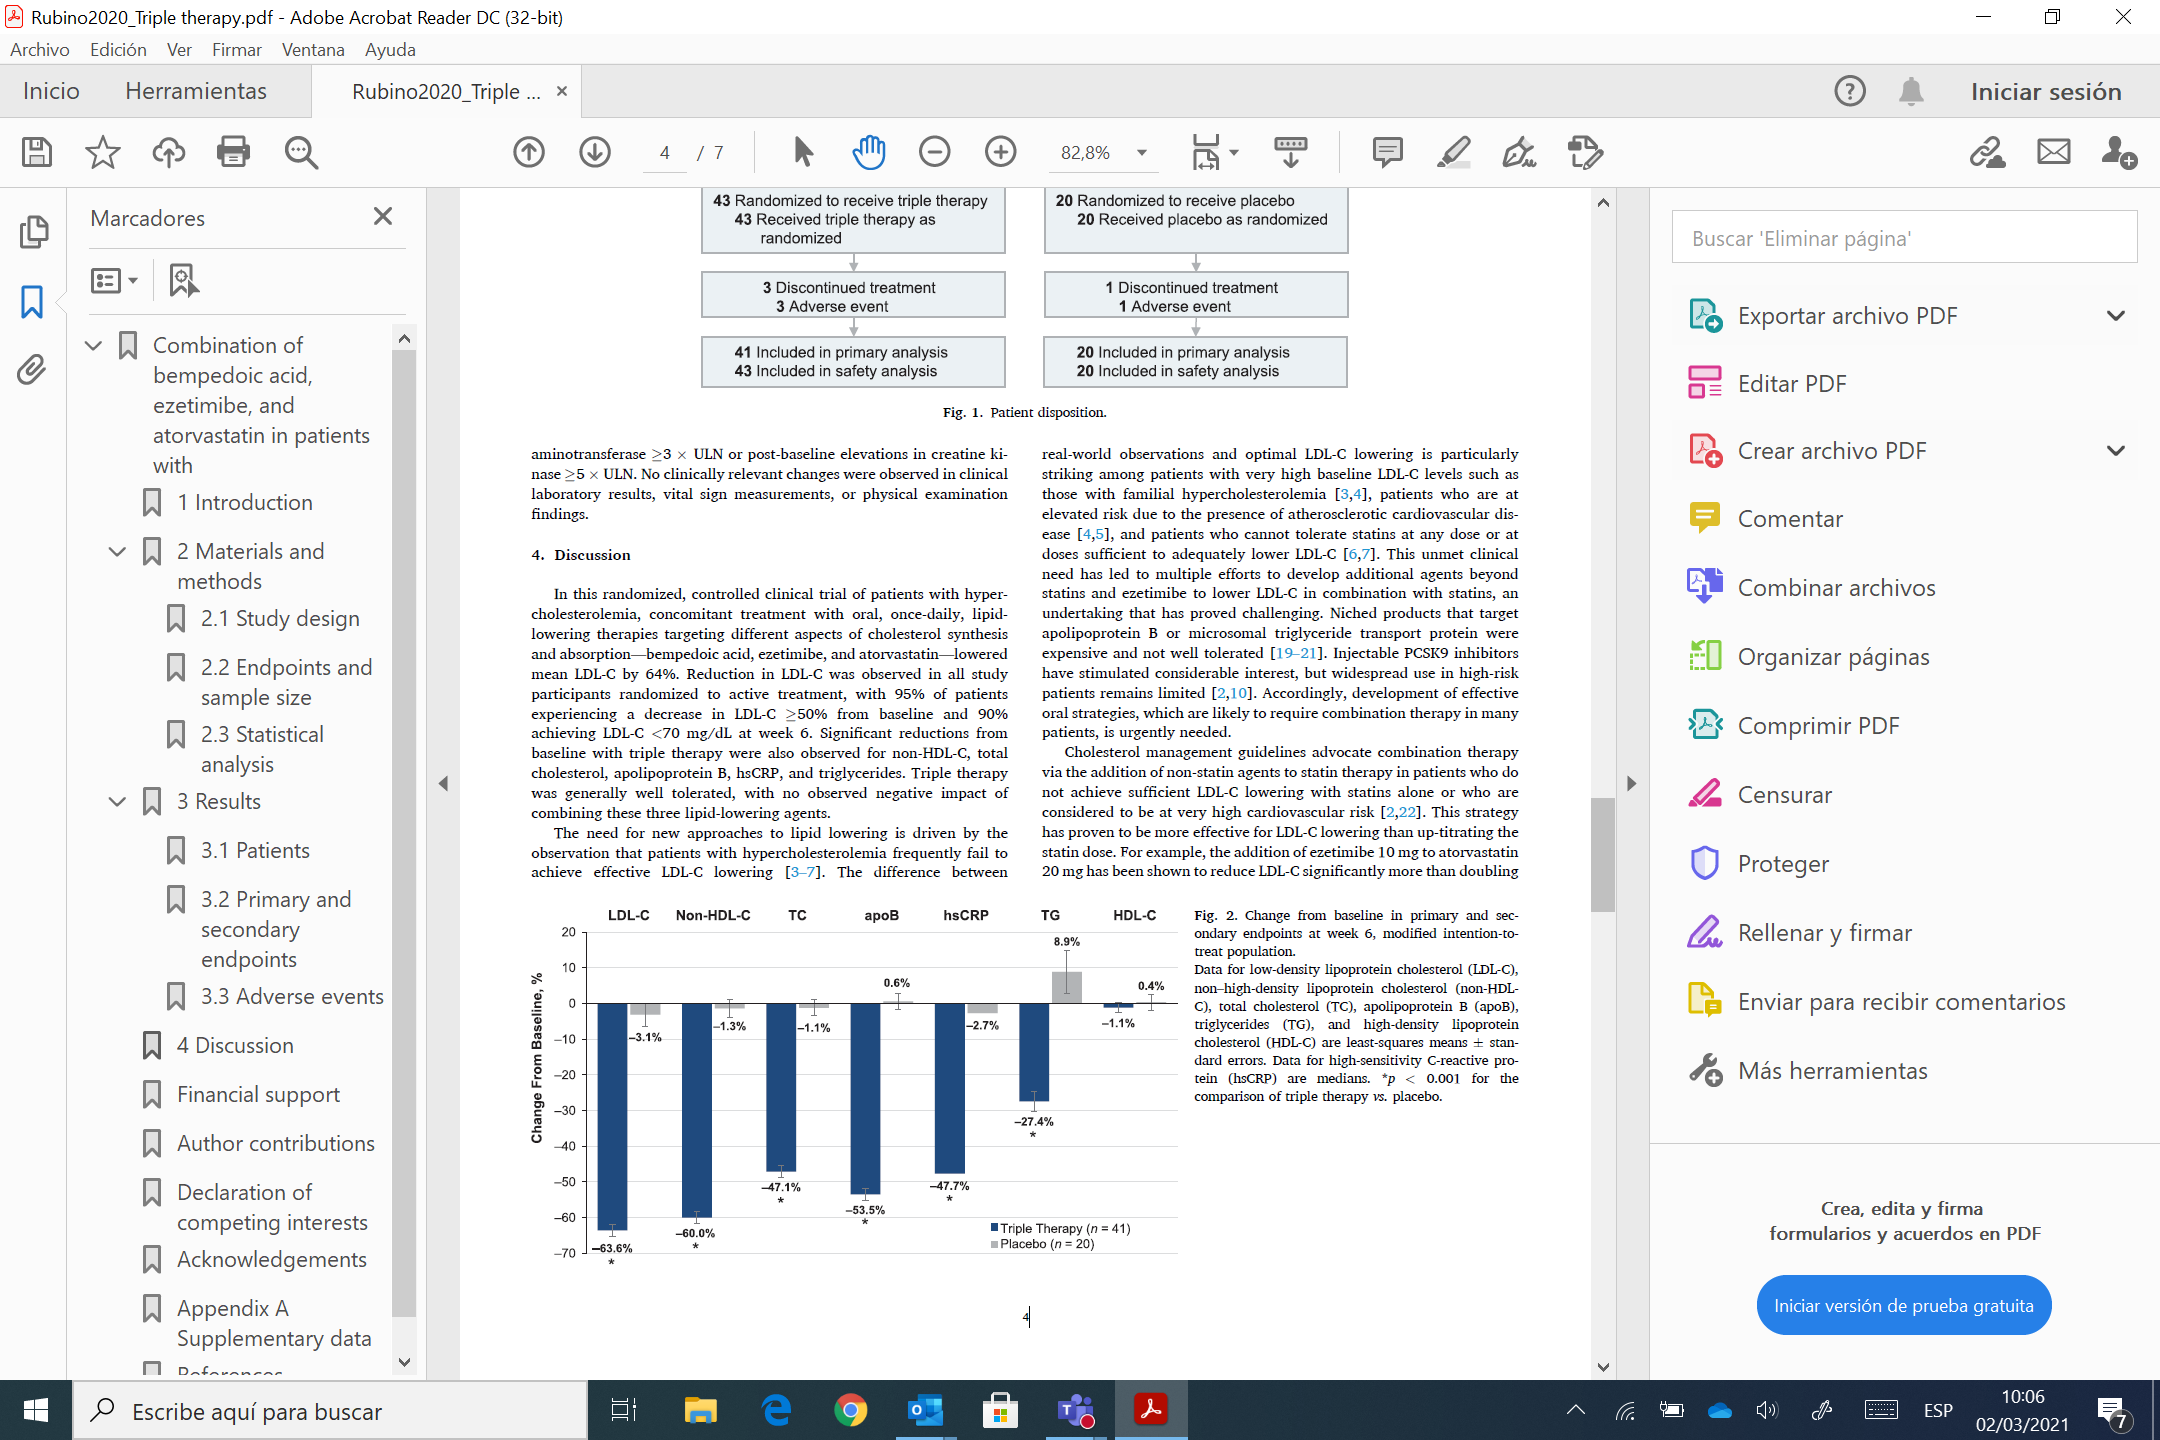 Rubino2020_Triple therapy.pdf - Adobe Acrobat Reader DC (32-bit)
Archivo Edición Ver Firmar Ventana Ayuda
Inicio Herramientas Rubino2020_Triple ... Iniciar sesión
4 / 7 82,8%
Marcadores
Combination of
bempedoic acid,
ezetimibe, and
atorvastatin in patients
with
1 Introduction
2 Materials and
methods
2.1 Study design
2.2 Endpoints and
sample size
2.3 Statistical
analysis
3 Results
3.1 Patients
3.2 Primary and
secondary
endpoints
3.3 Adverse events
4 Discussion
Financial support
Author contributions
Declaration of
competing interests
Acknowledgements
Appendix A
Supplementary data
References
43 Randomized to receive triple therapy
43 Received triple therapy as
randomized
20 Randomized to receive placebo
20 Received placebo as randomized
3 Discontinued treatment
3 Adverse event
1 Discontinued treatment
1 Adverse event
41 Included in primary analysis
43 Included in safety analysis
20 Included in primary analysis
20 Included in safety analysis
Fig. 1. Patient disposition.
aminotransferase ≥3 × ULN or post-baseline elevations in creatine ki-
nase ≥5 × ULN. No clinically relevant changes were observed in clinical
laboratory results, vital sign measurements, or physical examination
findings.
4. Discussion
In this randomized, controlled clinical trial of patients with hyper-
cholesterolemia, concomitant treatment with oral, once-daily, lipid-
lowering therapies targeting different aspects of cholesterol synthesis
and absorption—bempedoic acid, ezetimibe, and atorvastatin—lowered
mean LDL-C by 64%. Reduction in LDL-C was observed in all study
participants randomized to active treatment, with 95% of patients
experiencing a decrease in LDL-C ≥50% from baseline and 90%
achieving LDL-C <70 mg/dL at week 6. Significant reductions from
baseline with triple therapy were also observed for non-HDL-C, total
cholesterol, apolipoprotein B, hsCRP, and triglycerides. Triple therapy
was generally well tolerated, with no observed negative impact of
combining these three lipid-lowering agents.
The need for new approaches to lipid lowering is driven by the
observation that patients with hypercholesterolemia frequently fail to
achieve effective LDL-C lowering [3–7]. The difference between
real-world observations and optimal LDL-C lowering is particularly
striking among patients with very high baseline LDL-C levels such as
those with familial hypercholesterolemia [3,4], patients who are at
elevated risk due to the presence of atherosclerotic cardiovascular dis-
ease [4,5], and patients who cannot tolerate statins at any dose or at
doses sufficient to adequately lower LDL-C [6,7]. This unmet clinical
need has led to multiple efforts to develop additional agents beyond
statins and ezetimibe to lower LDL-C in combination with statins, an
undertaking that has proved challenging. Niched products that target
apolipoprotein B or microsomal triglyceride transport protein were
expensive and not well tolerated [19–21]. Injectable PCSK9 inhibitors
have stimulated considerable interest, but widespread use in high-risk
patients remains limited [2,10]. Accordingly, development of effective
oral strategies, which are likely to require combination therapy in many
patients, is urgently needed.
Cholesterol management guidelines advocate combination therapy
via the addition of non-statin agents to statin therapy in patients who do
not achieve sufficient LDL-C lowering with statins alone or who are
considered to be at very high cardiovascular risk [2,22]. This strategy
has proven to be more effective for LDL-C lowering than up-titrating the
statin dose. For example, the addition of ezetimibe 10 mg to atorvastatin
20 mg has been shown to reduce LDL-C significantly more than doubling
LDL-C Non-HDL-C TC apoB hsCRP TG HDL-C
Change From Baseline, %
20
10
0
–10
–20
–30
–40
–50
–60
–70
–3.1%
–1.3%
–1.1%
0.6%
–2.7%
8.9%
0.4%
–63.6%
*
–60.0%
*
–47.1%
*
–53.5%
*
–47.7%
*
–27.4%
*
–1.1%
Triple Therapy (n = 41)
Placebo (n = 20)
Fig. 2. Change from baseline in primary and sec-
ondary endpoints at week 6, modified intention-to-
treat population.
Data for low-density lipoprotein cholesterol (LDL-C),
non–high-density lipoprotein cholesterol (non-HDL-
C), total cholesterol (TC), apolipoprotein B (apoB),
triglycerides (TG), and high-density lipoprotein
cholesterol (HDL-C) are least-squares means ± stan-
dard errors. Data for high-sensitivity C-reactive pro-
tein (hsCRP) are medians. *p < 0.001 for the
comparison of triple therapy vs. placebo.
4
Buscar 'Eliminar página'
Exportar archivo PDF
Editar PDF
Crear archivo PDF
Comentar
Combinar archivos
Organizar páginas
Comprimir PDF
Censurar
Proteger
Rellenar y firmar
Enviar para recibir comentarios
Más herramientas
Crea, edita y firma
formularios y acuerdos en PDF
Iniciar versión de prueba gratuita
Escribe aquí para buscar
ESP
10:06
02/03/2021
7